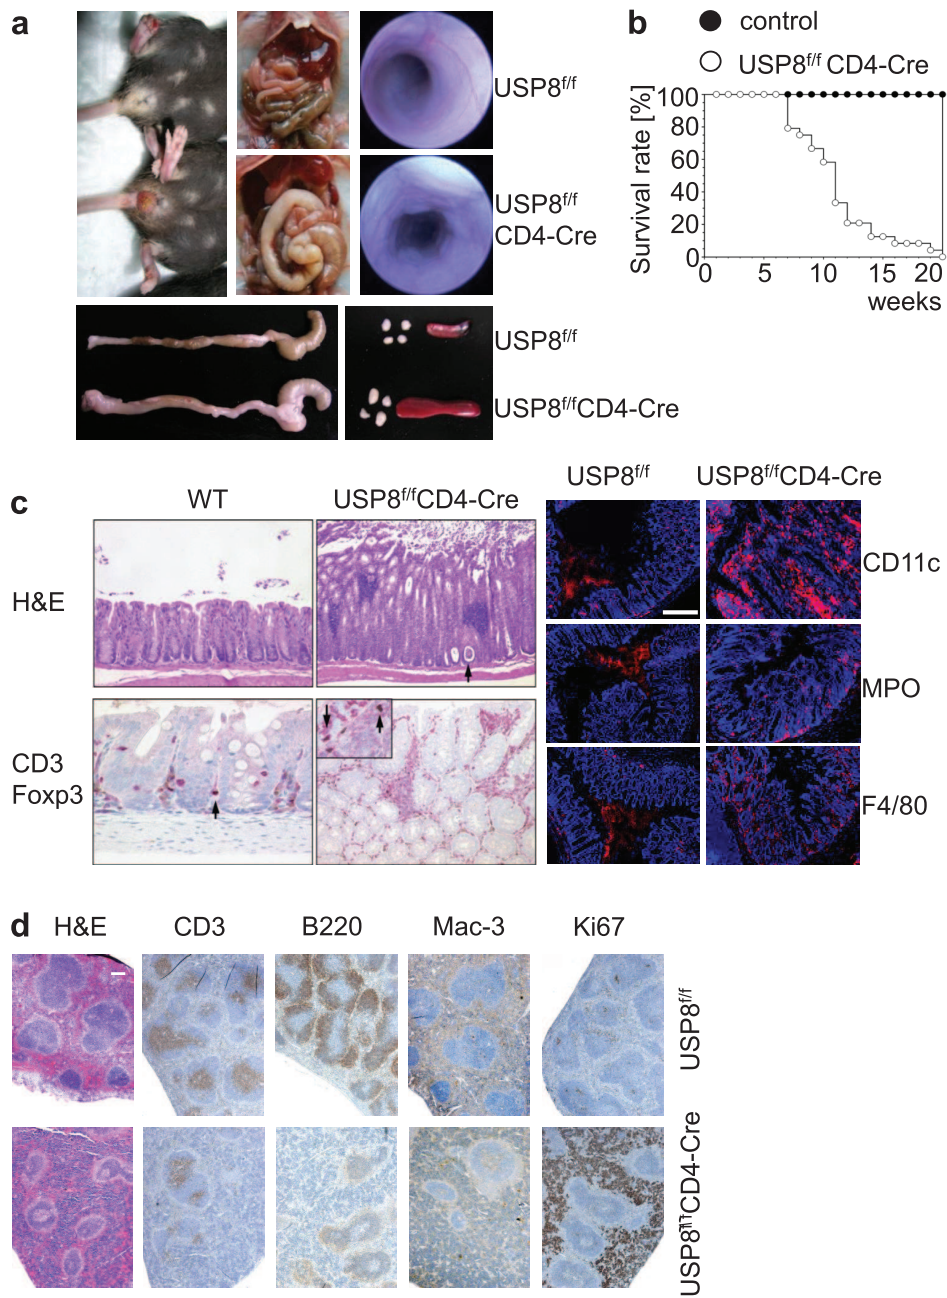 a
USP8f/f
USP8f/f
CD4-Cre
USP8f/f
USP8f/fCD4-Cre
b
control
USP8f/f CD4-Cre
Survival rate [%]
100
80
60
40
20
0
0 5 10 15 20
weeks
c
WT
USP8f/fCD4-Cre
USP8f/f
USP8f/fCD4-Cre
H&E
CD3
Foxp3
CD11c
MPO
F4/80
d
H&E CD3 B220 Mac-3 Ki67
USP8f/f
USP8f/fCD4-Cre